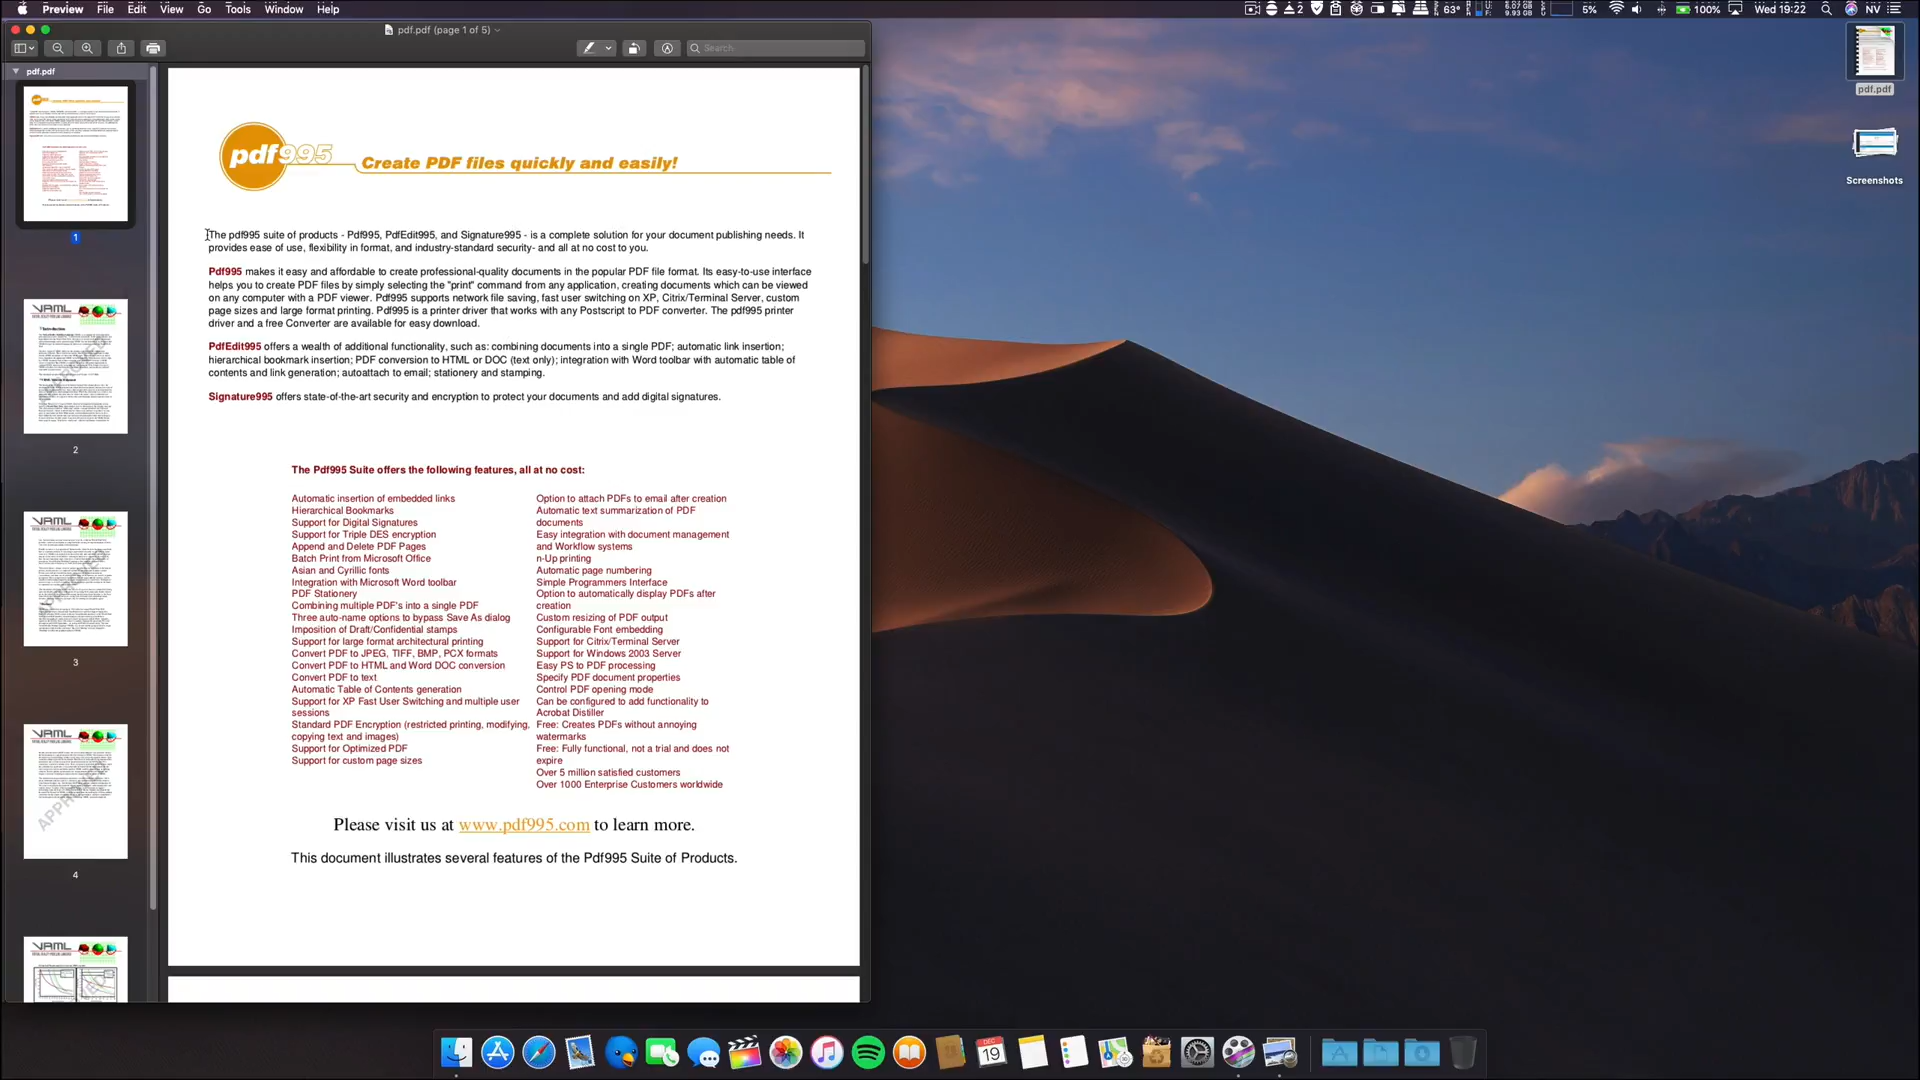 Preview File Edit View Go Tools Window Help
2 63° 5% 100% Wed 19:22 NV
pdf.pdf (page 1 of 5)
Search
pdf.pdf
1
2
3
4
pdf995 Create PDF files quickly and easily!
The pdf995 suite of products - Pdf995, PdfEdit995, and Signature995 - is a complete solution for your document publishing needs. It
provides ease of use, flexibility in format, and industry-standard security- and all at no cost to you.
Pdf995 makes it easy and affordable to create professional-quality documents in the popular PDF file format. Its easy-to-use interface
helps you to create PDF files by simply selecting the "print" command from any application, creating documents which can be viewed
on any computer with a PDF viewer. Pdf995 supports network file saving, fast user switching on XP, Citrix/Terminal Server, custom
page sizes and large format printing. Pdf995 is a printer driver that works with any Postscript to PDF converter. The pdf995 printer
driver and a free Converter are available for easy download.
PdfEdit995 offers a wealth of additional functionality, such as: combining documents into a single PDF; automatic link insertion;
hierarchical bookmark insertion; PDF conversion to HTML or DOC (text only); integration with Word toolbar with automatic table of
contents and link generation; autoattach to email; stationery and stamping.
Signature995 offers state-of-the-art security and encryption to protect your documents and add digital signatures.
The Pdf995 Suite offers the following features, all at no cost:
Automatic insertion of embedded links
Hierarchical Bookmarks
Support for Digital Signatures
Support for Triple DES encryption
Append and Delete PDF Pages
Batch Print from Microsoft Office
Asian and Cyrillic fonts
Integration with Microsoft Word toolbar
PDF Stationery
Combining multiple PDF's into a single PDF
Three auto-name options to bypass Save As dialog
Imposition of Draft/Confidential stamps
Support for large format architectural printing
Convert PDF to JPEG, TIFF, BMP, PCX formats
Convert PDF to HTML and Word DOC conversion
Convert PDF to text
Automatic Table of Contents generation
Support for XP Fast User Switching and multiple user
sessions
Standard PDF Encryption (restricted printing, modifying,
copying text and images)
Support for Optimized PDF
Support for custom page sizes
Option to attach PDFs to email after creation
Automatic text summarization of PDF
documents
Easy integration with document management
and Workflow systems
n-Up printing
Automatic page numbering
Simple Programmers Interface
Option to automatically display PDFs after
creation
Custom resizing of PDF output
Configurable Font embedding
Support for Citrix/Terminal Server
Support for Windows 2003 Server
Easy PS to PDF processing
Specify PDF document properties
Control PDF opening mode
Can be configured to add functionality to
Acrobat Distiller
Free: Creates PDFs without annoying
watermarks
Free: Fully functional, not a trial and does not
expire
Over 5 million satisfied customers
Over 1000 Enterprise Customers worldwide
Please visit us at www.pdf995.com to learn more.
This document illustrates several features of the Pdf995 Suite of Products.
pdf.pdf
Screenshots
DEC
19